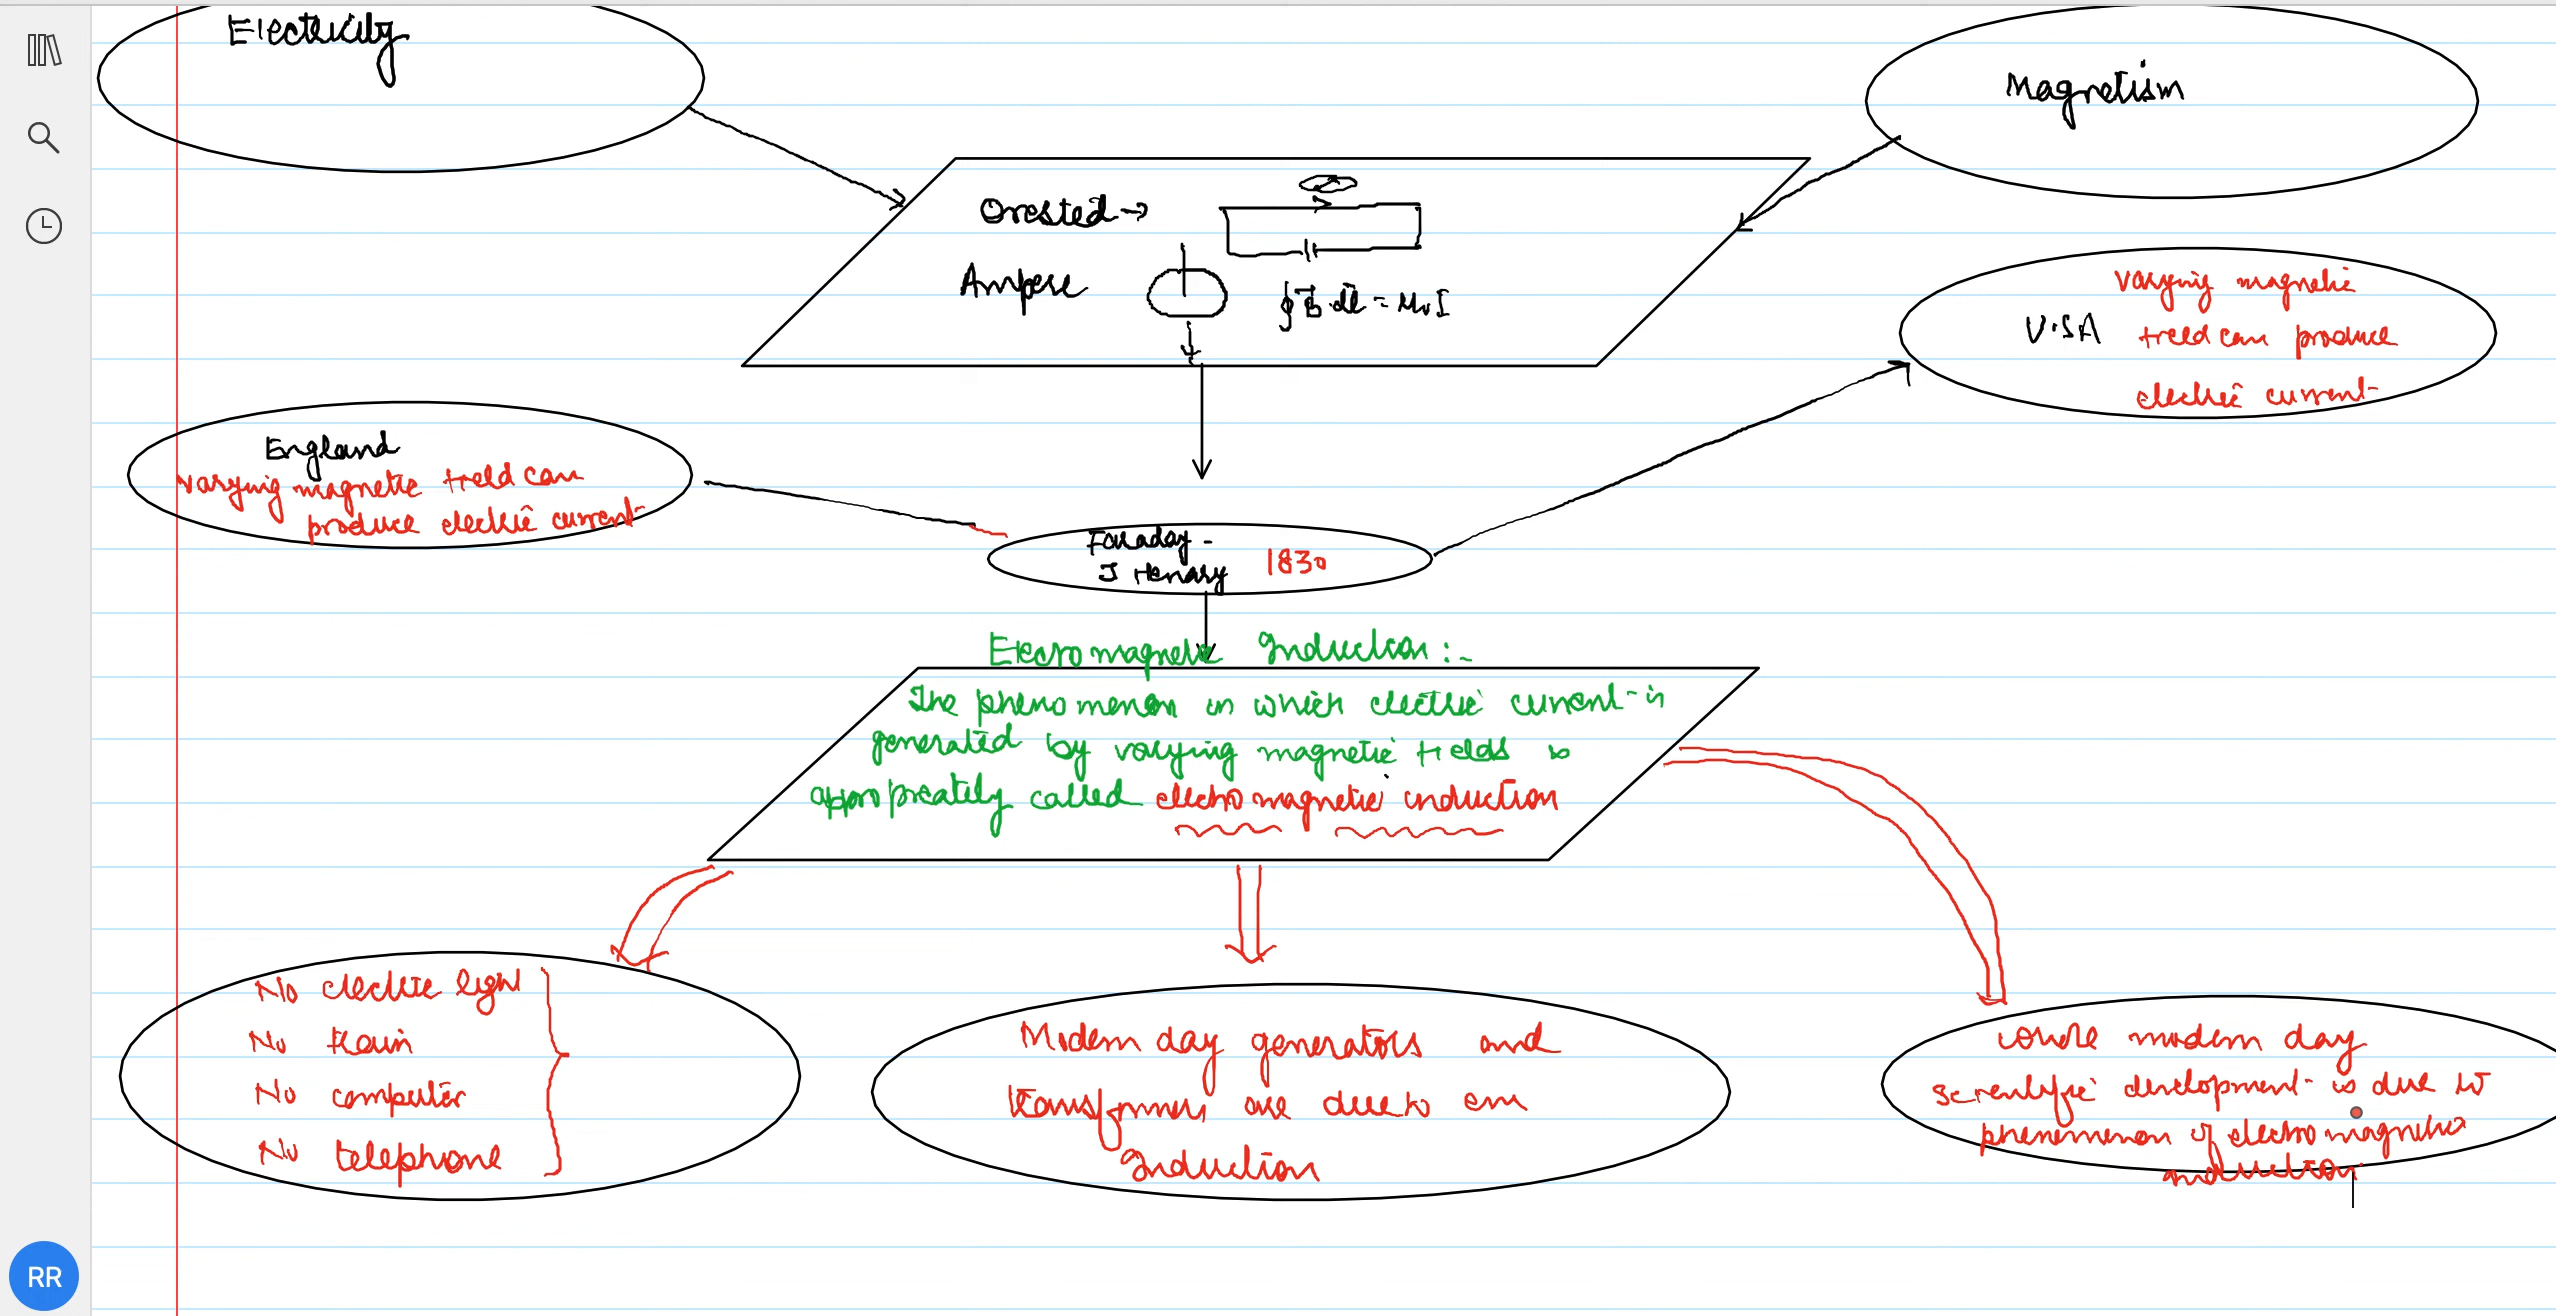 Electricity
Magnetism
Orested →
Ampere
∮B⃗.dl⃗ = μ₀I
U.S.A
varying magnetic
field can produce
electric current
England
varying magnetic field can
produce electric current
Faraday -
J Henary
1830
Electromagnetic Induction :-
The phenomenon in which electric current is
generated by varying magnetic fields is
appropreately called electromagnetic induction
No electric light
No train
No computer
No telephone
Modern day generators and
transformers are due to em
Induction
whole modern day
scientific development is due to
phenomenon of electromagnetic
induction
RR